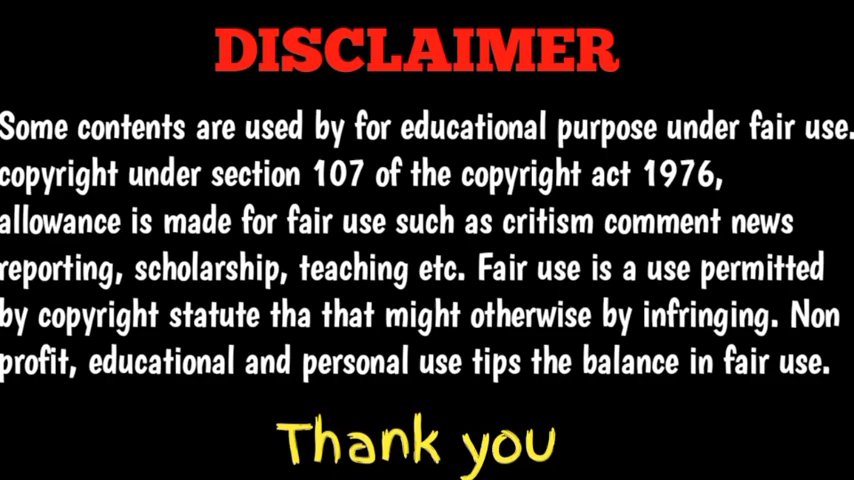 DISCLAIMER
Some contents are used by for educational purpose under fair use.
copyright under section 107 of the copyright act 1976,
allowance is made for fair use such as critism comment news
reporting, scholarship, teaching etc. Fair use is a use permitted
by copyright statute tha that might otherwise by infringing. Non
profit, educational and personal use tips the balance in fair use.
Thank you